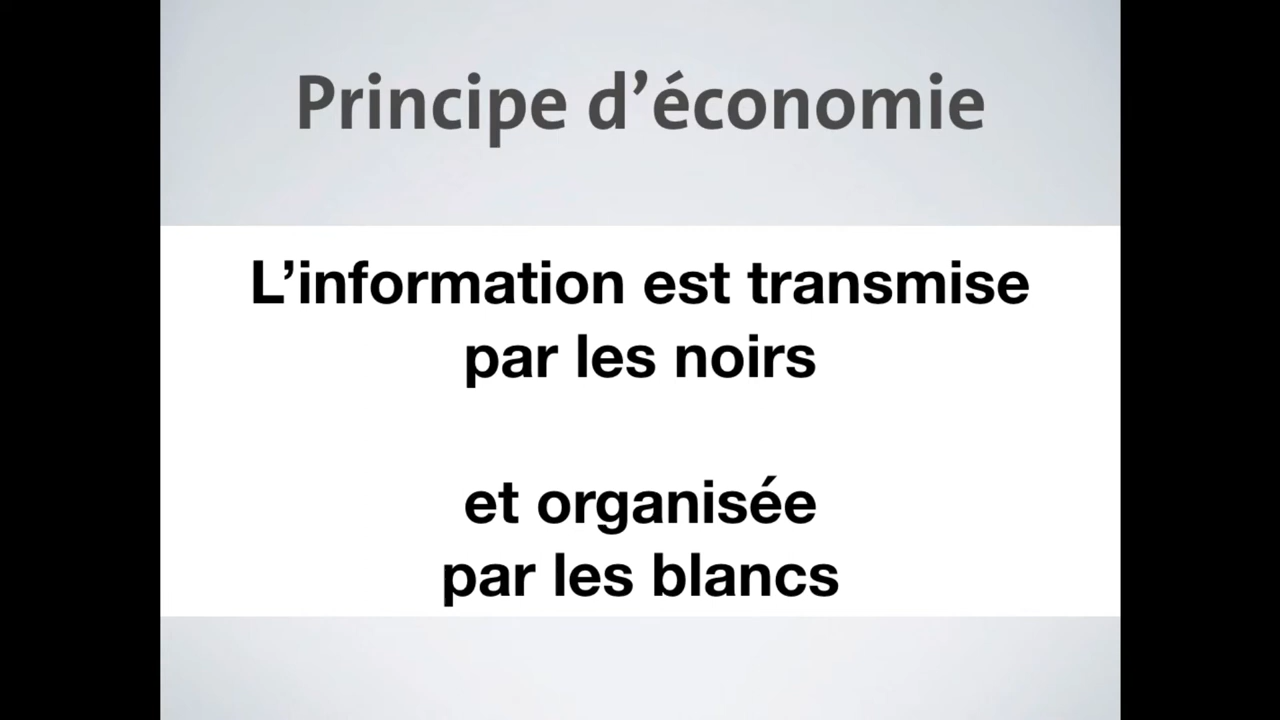 Principe d’économie
L’information est transmise
par les noirs
et organisée
par les blancs